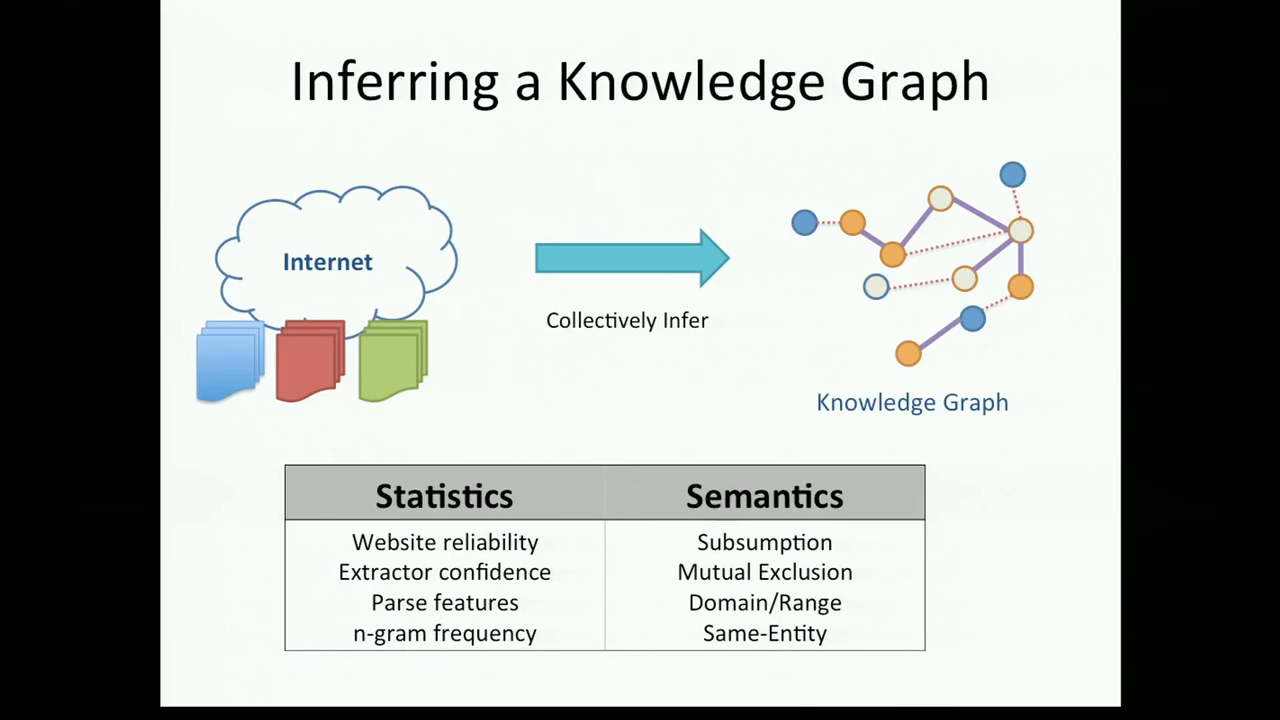 Inferring a Knowledge Graph
Internet
Collectively Infer
Knowledge Graph
Statistics
Semantics
Website reliability
Subsumption
Extractor confidence
Mutual Exclusion
Parse features
Domain/Range
n-gram frequency
Same-Entity